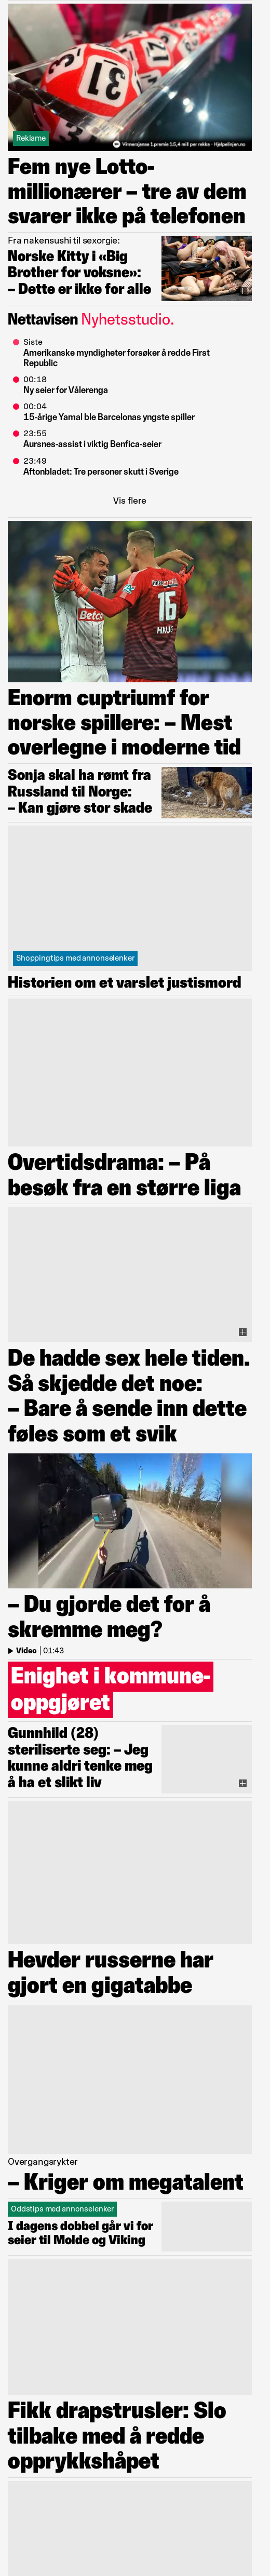 Reklame
Vinnersjanse 1.premie 1:5,4 mill per rekke - Hjelpelinjen.no
Fem nye Lotto-
millionærer – tre av dem
svarer ikke på telefonen
Fra nakensushi til sexorgie:
Norske Kitty i «Big
Brother for voksne»:
– Dette er ikke for alle
Nettavisen Nyhetsstudio.
Siste
Amerikanske myndigheter forsøker å redde First
Republic
00:18
Ny seier for Vålerenga
00:04
15-årige Yamal ble Barcelonas yngste spiller
23:55
Aursnes-assist i viktig Benfica-seier
23:49
Aftonbladet: Tre personer skutt i Sverige
Vis flere
31
Betcl
16
HAUGE
Enorm cuptriumf for
norske spillere: – Mest
overlegne i moderne tid
Sonja skal ha rømt fra
Russland til Norge:
– Kan gjøre stor skade
Shoppingtips med annonselenker
Historien om et varslet justismord
Overtidsdrama: – På
besøk fra en større liga
De hadde sex hele tiden.
Så skjedde det noe:
– Bare å sende inn dette
føles som et svik
– Du gjorde det for å
skremme meg?
Video | 01:43
Enighet i kommune-
oppgjøret
Gunnhild (28)
steriliserte seg: – Jeg
kunne aldri tenke meg
å ha et slikt liv
Hevder russerne har
gjort en gigatabbe
Overgangsrykter
– Kriger om megatalent
Oddstips med annonselenker
I dagens dobbel går vi for
seier til Molde og Viking
Fikk drapstrusler: Slo
tilbake med å redde
opprykkshåpet